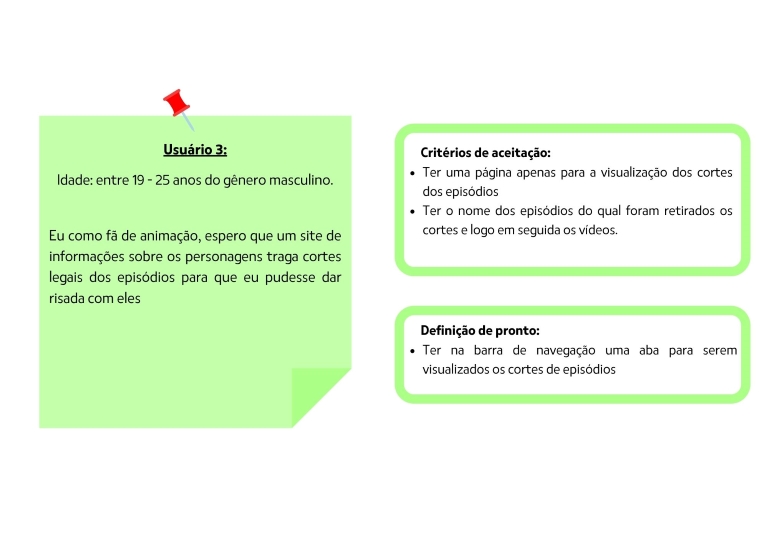 Usuário 3:
Idade: entre 19 - 25 anos do gênero masculino.
Eu como fã de animação, espero que um site de
informações sobre os personagens traga cortes
legais dos episódios para que eu pudesse dar
risada com eles
Critérios de aceitação:
• Ter uma página apenas para a visualização dos cortes
dos episódios
• Ter o nome dos episódios do qual foram retirados os
cortes e logo em seguida os vídeos.
Definição de pronto:
• Ter na barra de navegação uma aba para serem
visualizados os cortes de episódios